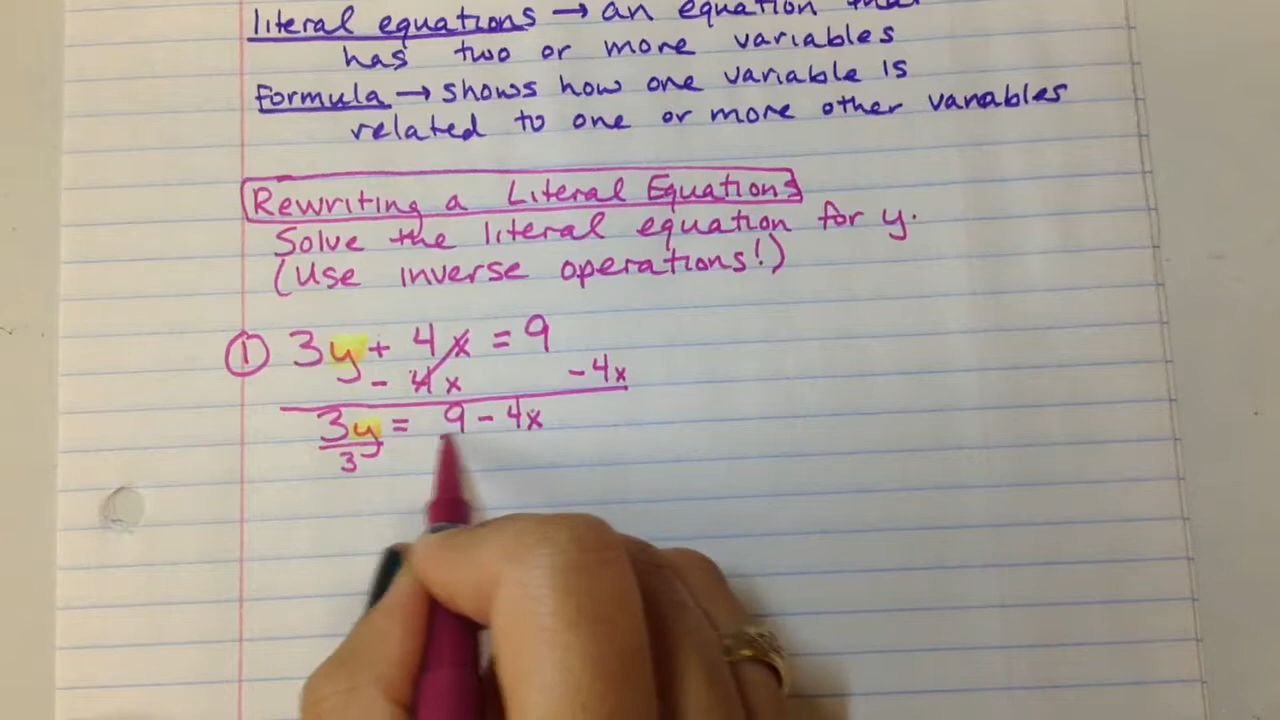 literal equations → an equation
has two or more variables
Formula → shows how one variable is
related to one or more other variables
Rewriting a Literal Equations
Solve the literal equation for y.
(Use inverse operations!)
① 3y + 4x = 9
- 4x - 4x
3y = 9 - 4x
3